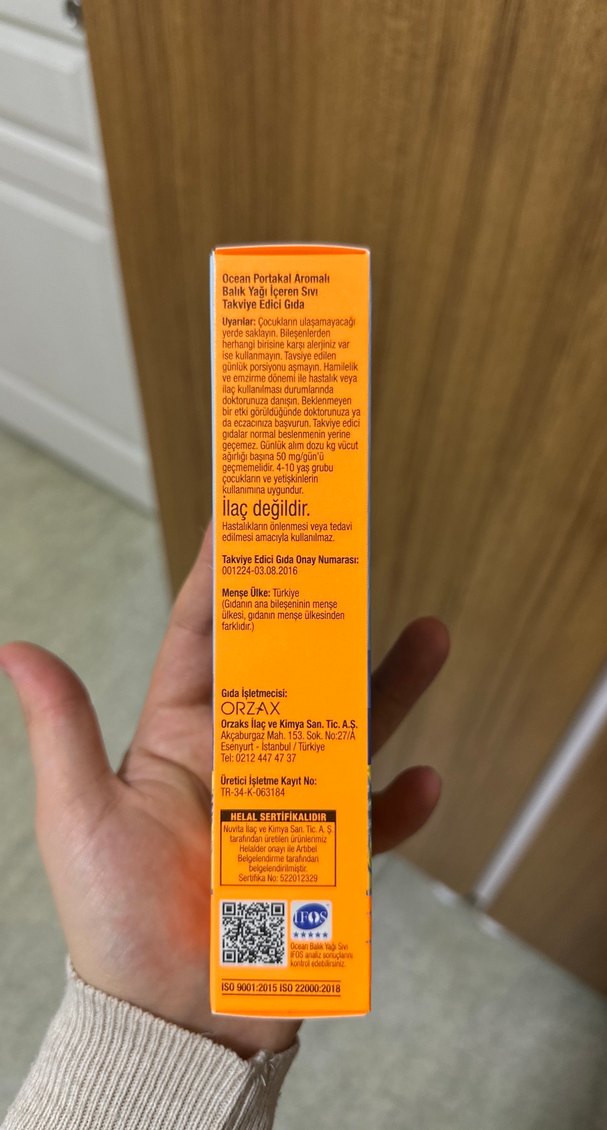 Ocean Portakal Aromalı
Balık Yağı İçeren Sıvı
Takviye Edici Gıda
Uyarılar: Çocukların ulaşamayacağı
yerde saklayın. Bileşenlerden
herhangi birisine karşı alerjiniz var
ise kullanmayın. Tavsiye edilen
günlük porsiyonu aşmayın. Hamilelik
ve emzirme dönemi ile hastalık veya
ilaç kullanılması durumlarında
doktorunuza danışın. Beklenmeyen
bir etki görüldüğünde doktorunuza ya
da eczacınıza başvurun. Takviye edici
gıdalar normal beslenmenin yerine
geçemez. Günlük alım dozu kg vücut
ağırlığı başına 50 mg/gün'ü
geçmemelidir. 4-10 yaş grubu
çocukların ve yetişkinlerin
kullanımına uygundur.
İlaç değildir.
Hastalıkların önlenmesi veya tedavi
edilmesi amacıyla kullanılmaz.
Takviye Edici Gıda Onay Numarası:
001224-03.08.2016
Menşe Ülke: Türkiye
(Gıdanın ana bileşeninin menşe
ülkesi, gıdanın menşe ülkesinden
farklıdır.)
Gıda İşletmecisi:
ORZAX
Orzaks İlaç ve Kimya San. Tic. A.Ş.
Akçaburgaz Mah. 153. Sok. No:27/A
Esenyurt - İstanbul / Türkiye
Tel: 0212 447 47 37
Üretici İşletme Kayıt No:
TR-34-K-063184
HELAL SERTİFİKALIDIR
Nuvita İlaç ve Kimya San. Tic. A. Ş.
tarafından üretilen ürünlerimiz
Helalder onayı ile Artıbel
Belgelendirme tarafından
belgelendirilmiştir.
Sertifika No: 522012329
IFOS
Ocean Balık Yağı Sıvı
IFOS analiz sonuçlarını
kontrol edebilirsiniz.
ISO 9001:2015 ISO 22000:2018